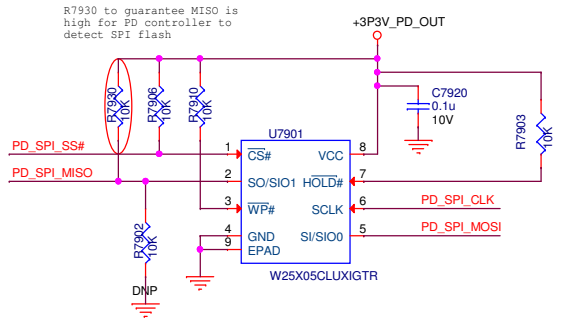 R7930 to guarantee MISO is
high for PD controller to
detect SPI flash
+3P3V_PD_OUT
R7930
10K
R7906
10K
R7910
10K
C7920
0.1u
10V
R7903
10K
U7901
PD_SPI_SS#
1
CS#
VCC
8
PD_SPI_MISO
2
SO/SIO1
HOLD#
7
3
WP#
SCLK
6
PD_SPI_CLK
4
GND
SI/SIO0
5
PD_SPI_MOSI
9
EPAD
R7902
10K
W25X05CLUXIGTR
DNP